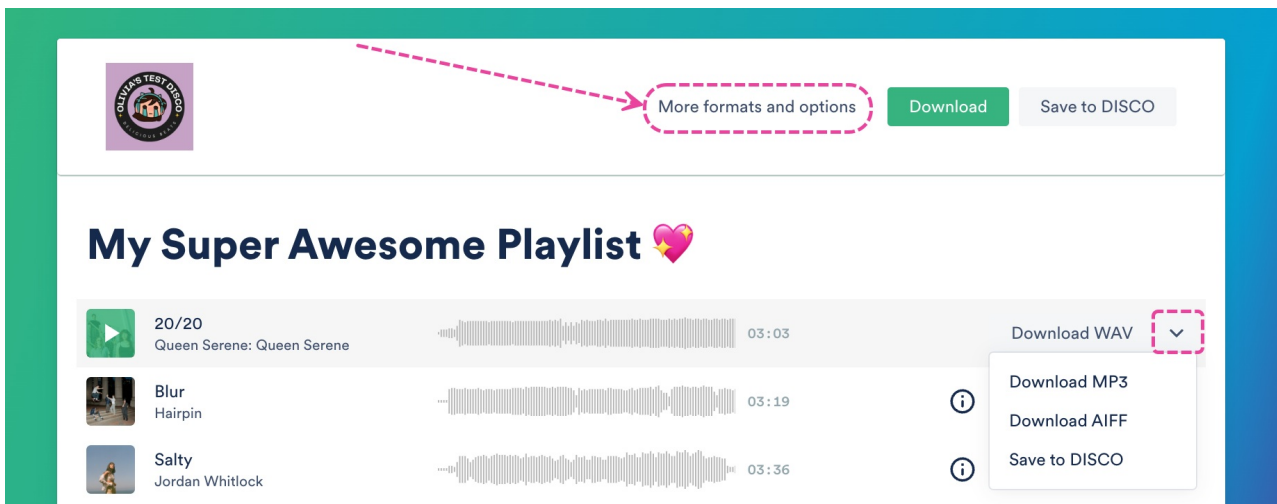 OLIVIA'S TEST DISCO
DELICIOUS BEATS
More formats and options
Download
Save to DISCO
My Super Awesome Playlist 💖
20/20
Queen Serene: Queen Serene
03:03
Download WAV
Blur
Hairpin
03:19
Download MP3
Download AIFF
Salty
Jordan Whitlock
03:36
Save to DISCO